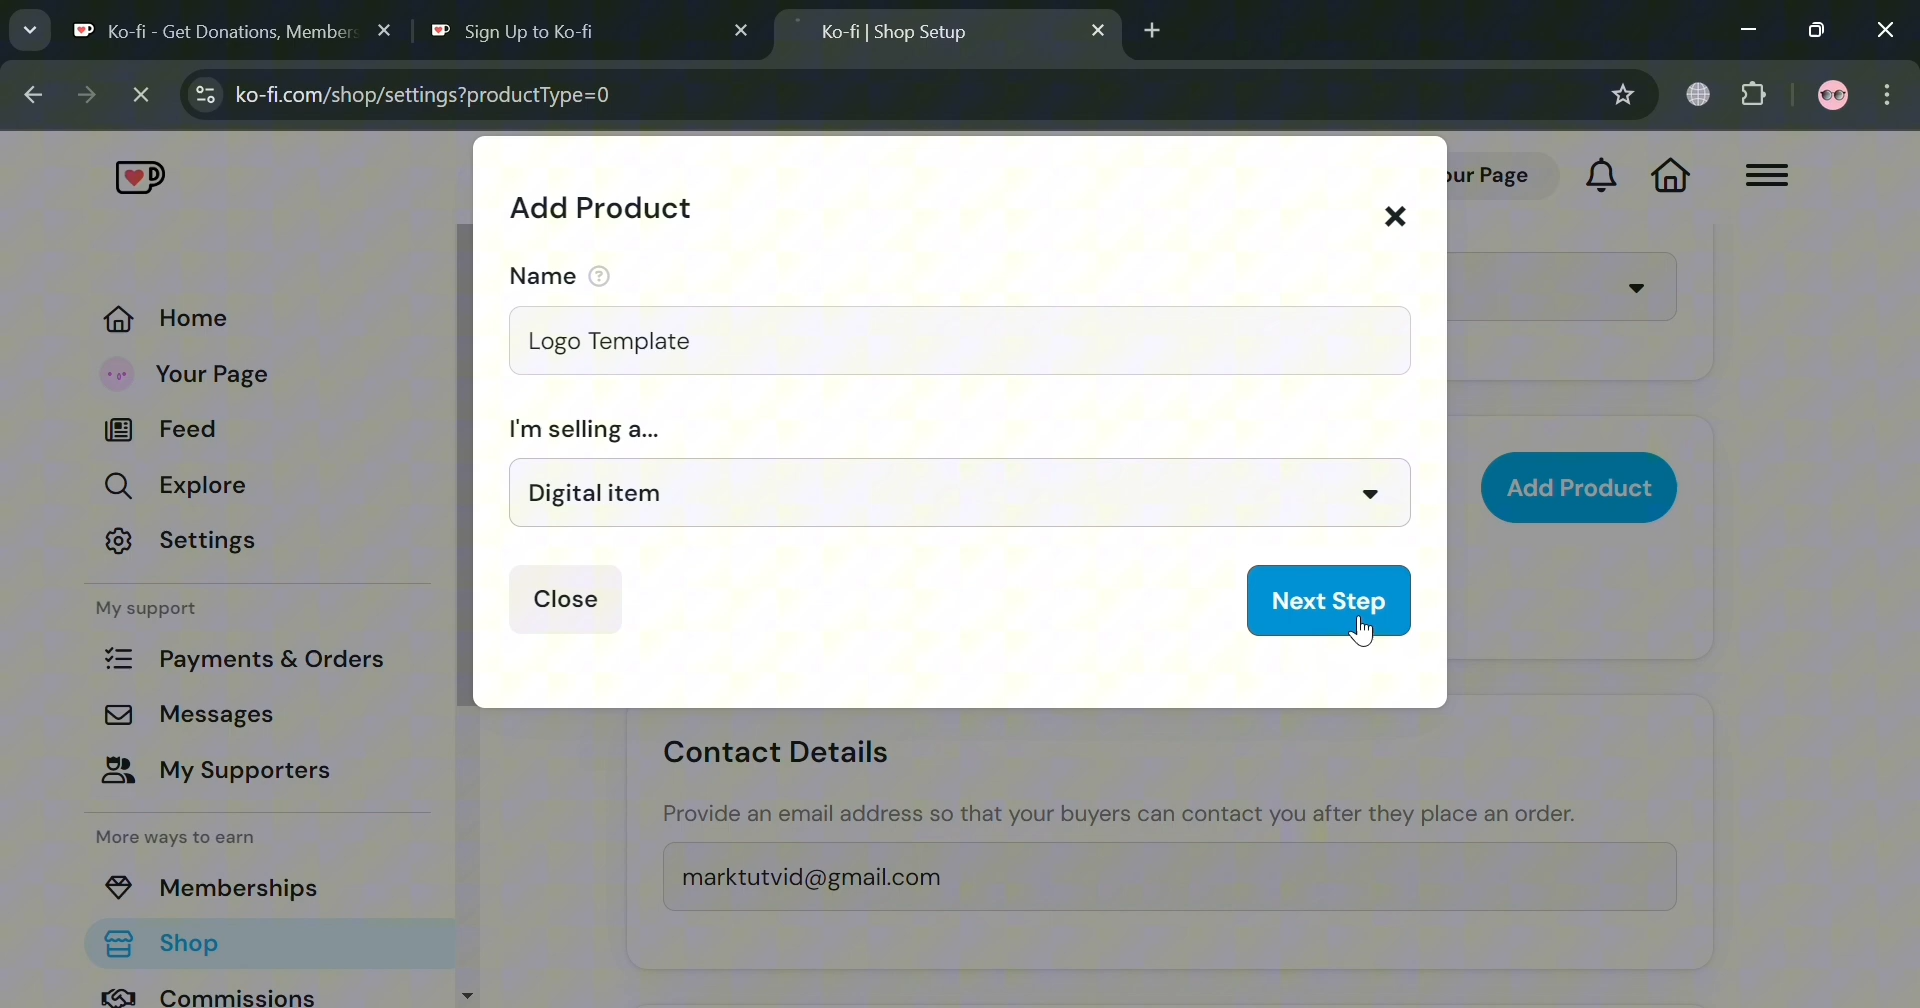 Ko-fi - Get Donations, Members
Sign Up to Ko-fi
Ko-fi | Shop Setup
ko-fi.com/shop/settings?productType=0
our Page
Add Product
Name ?
Logo Template
I'm selling a...
Digital item
Close
Next Step
Add Product
Home
Your Page
Feed
Explore
Settings
My support
Payments & Orders
Messages
My Supporters
More ways to earn
Memberships
Shop
Commissions
Contact Details
Provide an email address so that your buyers can contact you after they place an order.
marktutvid@gmail.com